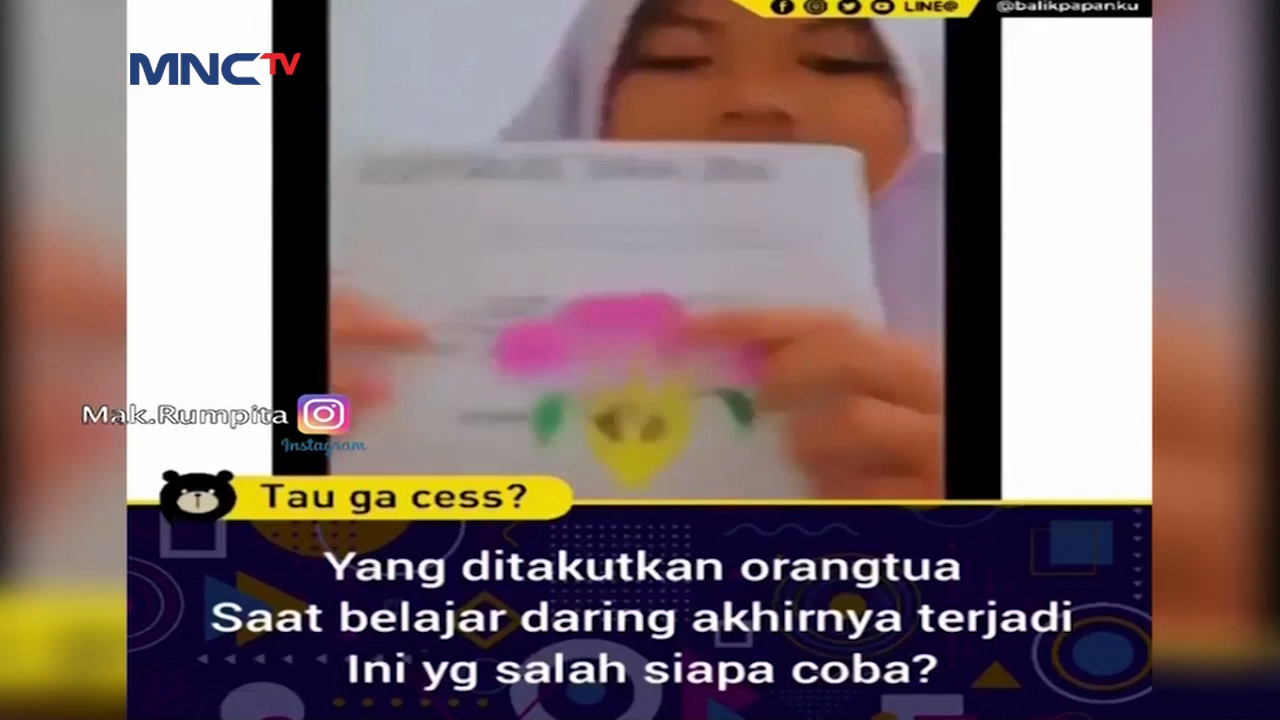 LINE@
@balikpapanku
MNCTV
Mak.Rumpita
Instagram
Tau ga cess?
Yang ditakutkan orangtua
Saat belajar daring akhirnya terjadi
Ini yg salah siapa coba?